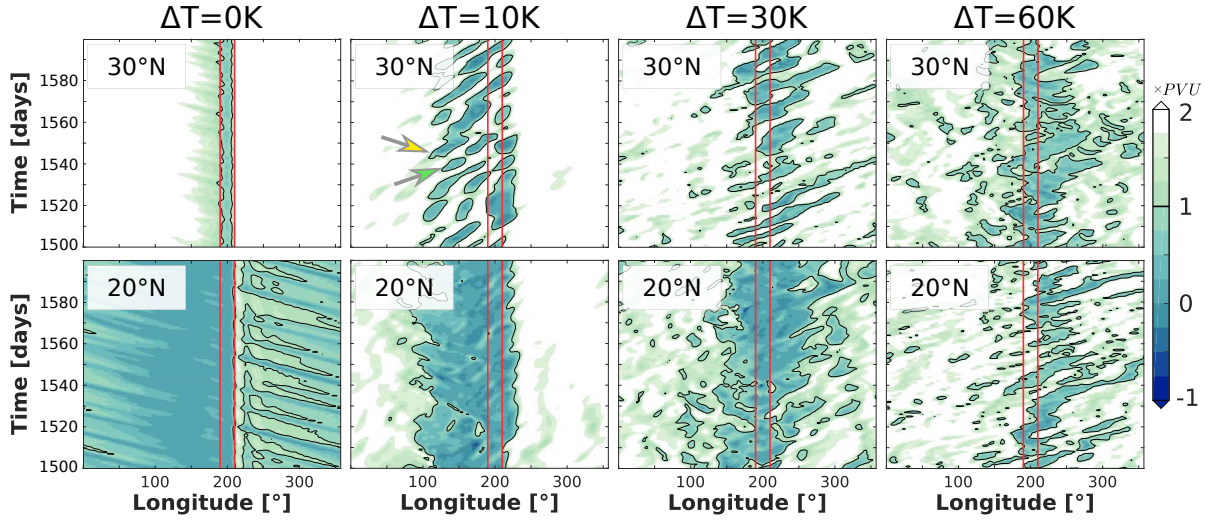 ΔT=0K ΔT=10K ΔT=30K ΔT=60K
30°N 30°N 30°N 30°N
Time [days]
1580
1560
1540
1520
1500
×PVU
2
1
0
-1
20°N 20°N 20°N 20°N
Time [days]
1580
1560
1540
1520
1500
100 200 300 100 200 300 100 200 300 100 200 300
Longitude [°] Longitude [°] Longitude [°] Longitude [°]